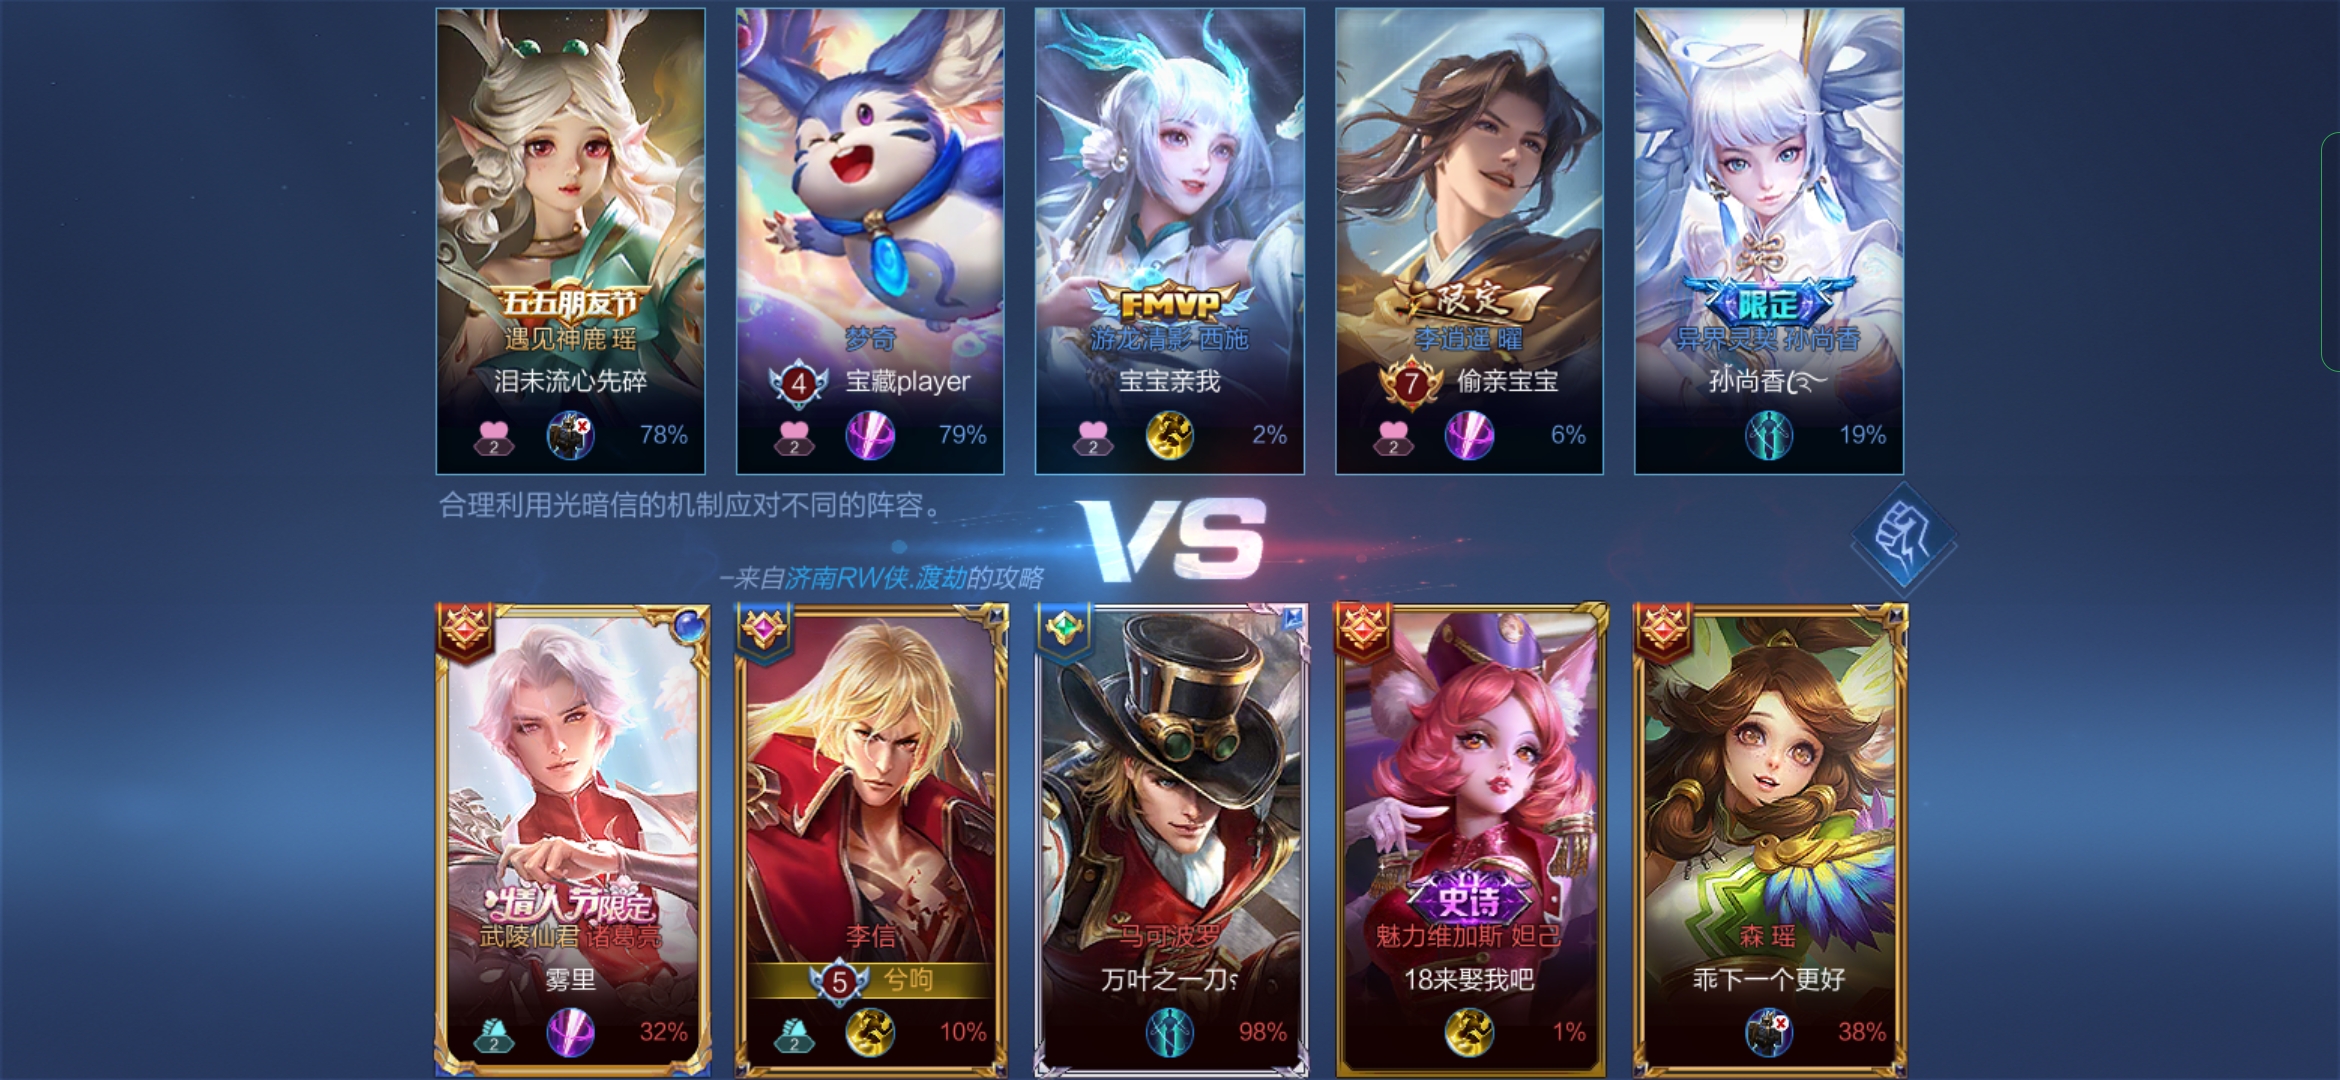 五五朋友节
遇见神鹿 瑶
泪未流心先碎
2
78%
梦奇
4 宝藏player
2
79%
FMVP
游龙清影 西施
宝宝亲我
2
2%
限定
李逍遥 曜
7 偷亲宝宝
2
6%
限定
异界灵契 孙尚香
孙尚香
19%
合理利用光暗信的机制应对不同的阵容。
—来自济南RW侠.渡劫的攻略
VS
情人节限定
武陵仙君 诸葛亮
雾里
2
32%
李信
5 兮呴
2
10%
马可波罗
万叶之一刀
98%
史诗
魅力维加斯 妲己
18来娶我吧
1%
森 瑶
乖下一个更好
38%